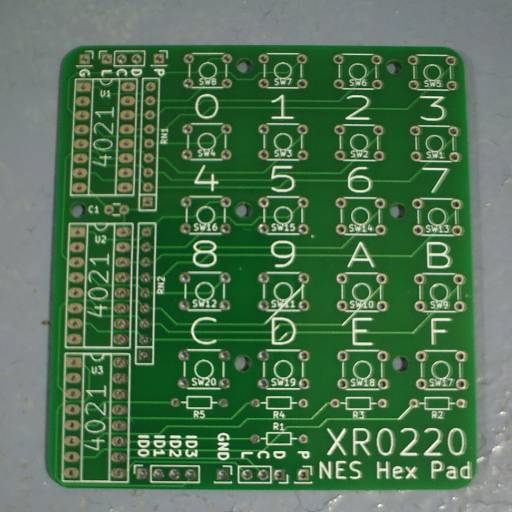 G L C D P
U1 SW8 SW7 SW6 SW5
4021 RN1 0 1 2 3
SW4 SW3 SW2 SW1
4 5 6 7
C1 SW16 SW15 SW14 SW13
U2 4021 RN2 8 9 A B
SW12 SW11 SW10 SW9
C D E F
U3 4021 SW20 SW19 SW18 SW17
R5 R4 R3 R2
R1
ID0 ID1 ID2 ID3 GND L C D P
XR0220
NES Hex Pad